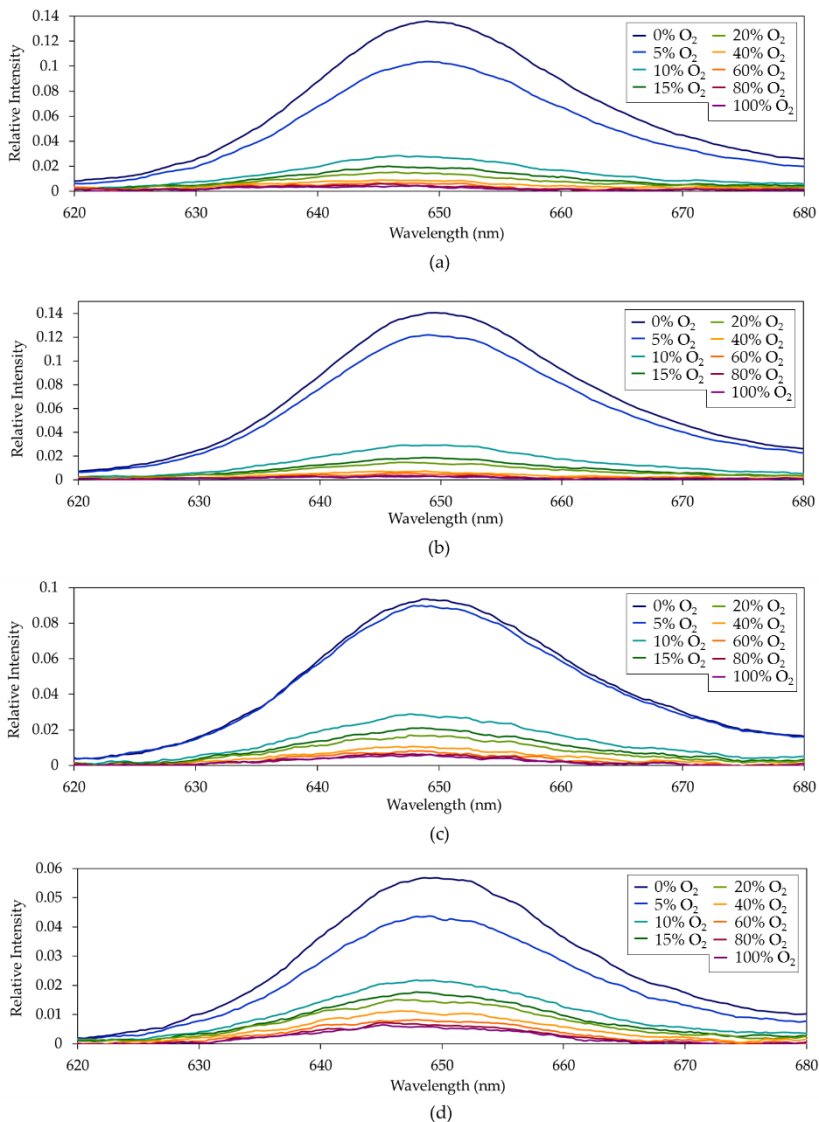 0.14
0.12
0.1
0.08
0.06
0.04
0.02
0
Relative Intensity
0% O₂ 20% O₂
5% O₂ 40% O₂
10% O₂ 60% O₂
15% O₂ 80% O₂
100% O₂
620 630 640 650 660 670 680
Wavelength (nm)
(a)
0.14
0.12
0.1
0.08
0.06
0.04
0.02
0
Relative Intensity
0% O₂ 20% O₂
5% O₂ 40% O₂
10% O₂ 60% O₂
15% O₂ 80% O₂
100% O₂
620 630 640 650 660 670 680
Wavelength (nm)
(b)
0.1
0.08
0.06
0.04
0.02
0
Relative Intensity
0% O₂ 20% O₂
5% O₂ 40% O₂
10% O₂ 60% O₂
15% O₂ 80% O₂
100% O₂
620 630 640 650 660 670 680
Wavelength (nm)
(c)
0.06
0.05
0.04
0.03
0.02
0.01
0
Relative Intensity
0% O₂ 20% O₂
5% O₂ 40% O₂
10% O₂ 60% O₂
15% O₂ 80% O₂
100% O₂
620 630 640 650 660 670 680
Wavelength (nm)
(d)